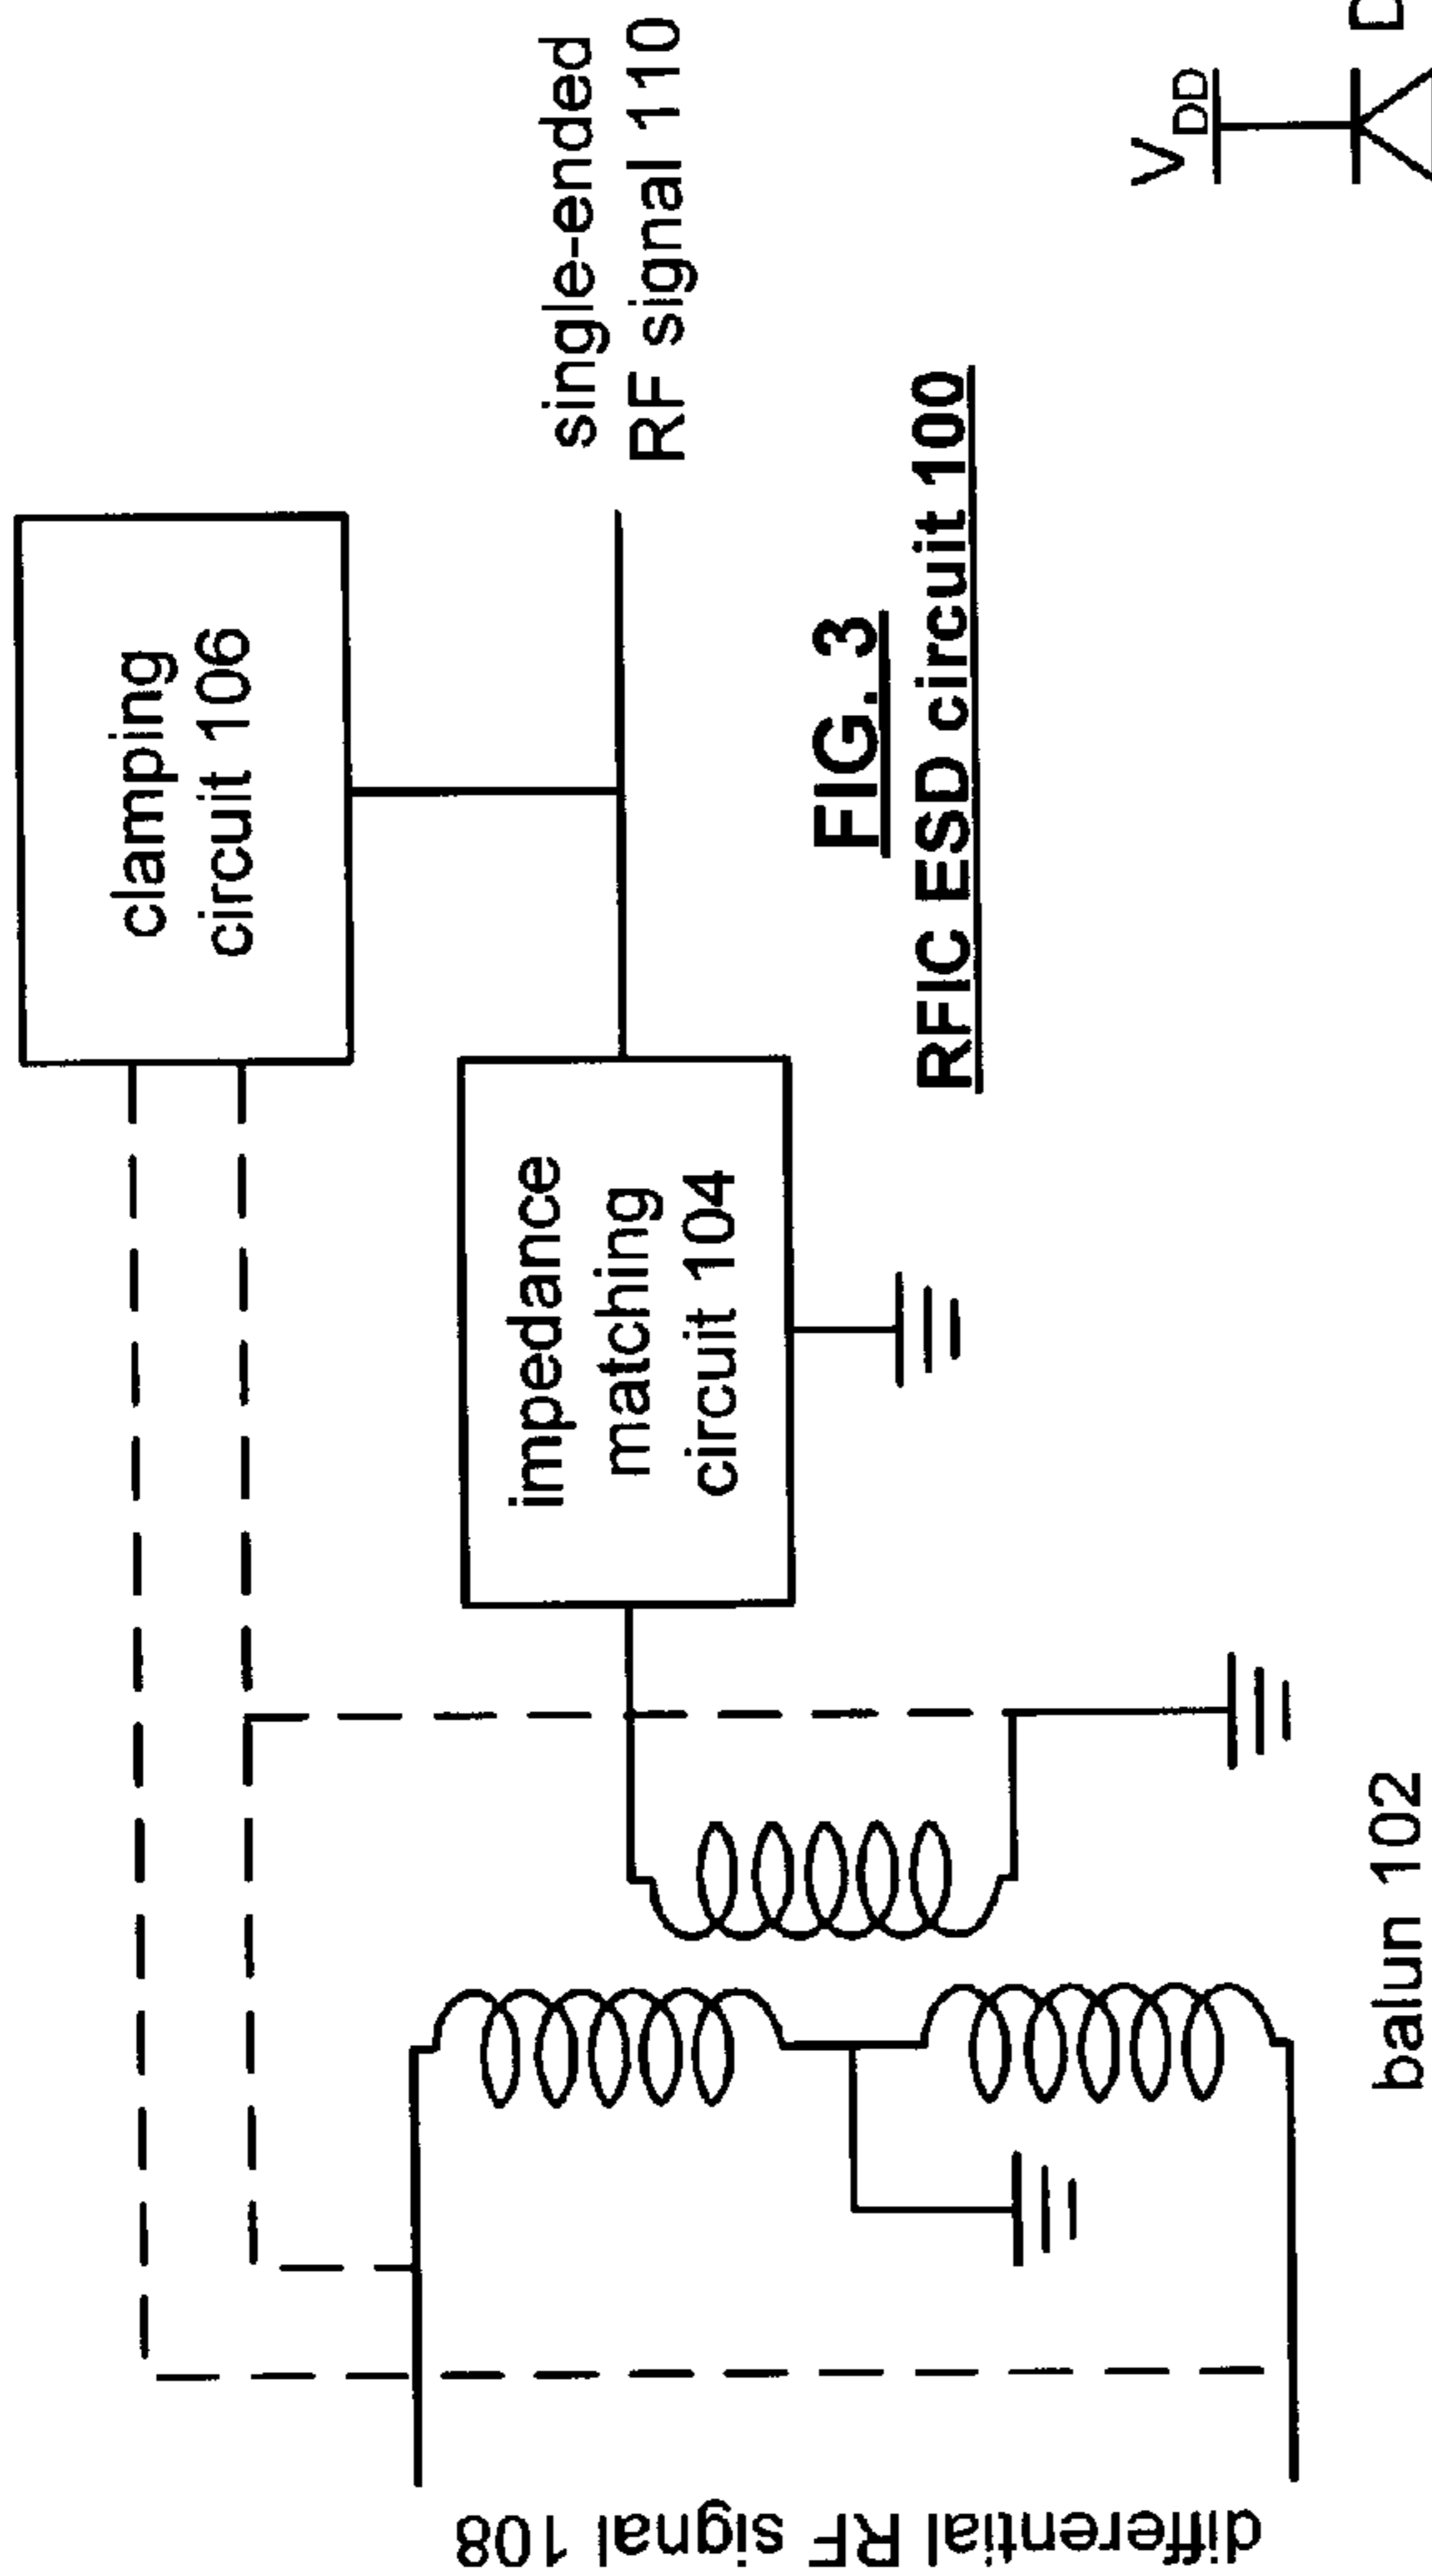 clamping
circuit 106
single-ended
RF signal 110
impedance
matching
circuit 104
differential RF signal 108
balun 102
FIG. 3
RFIC ESD circuit 100
VDD
D